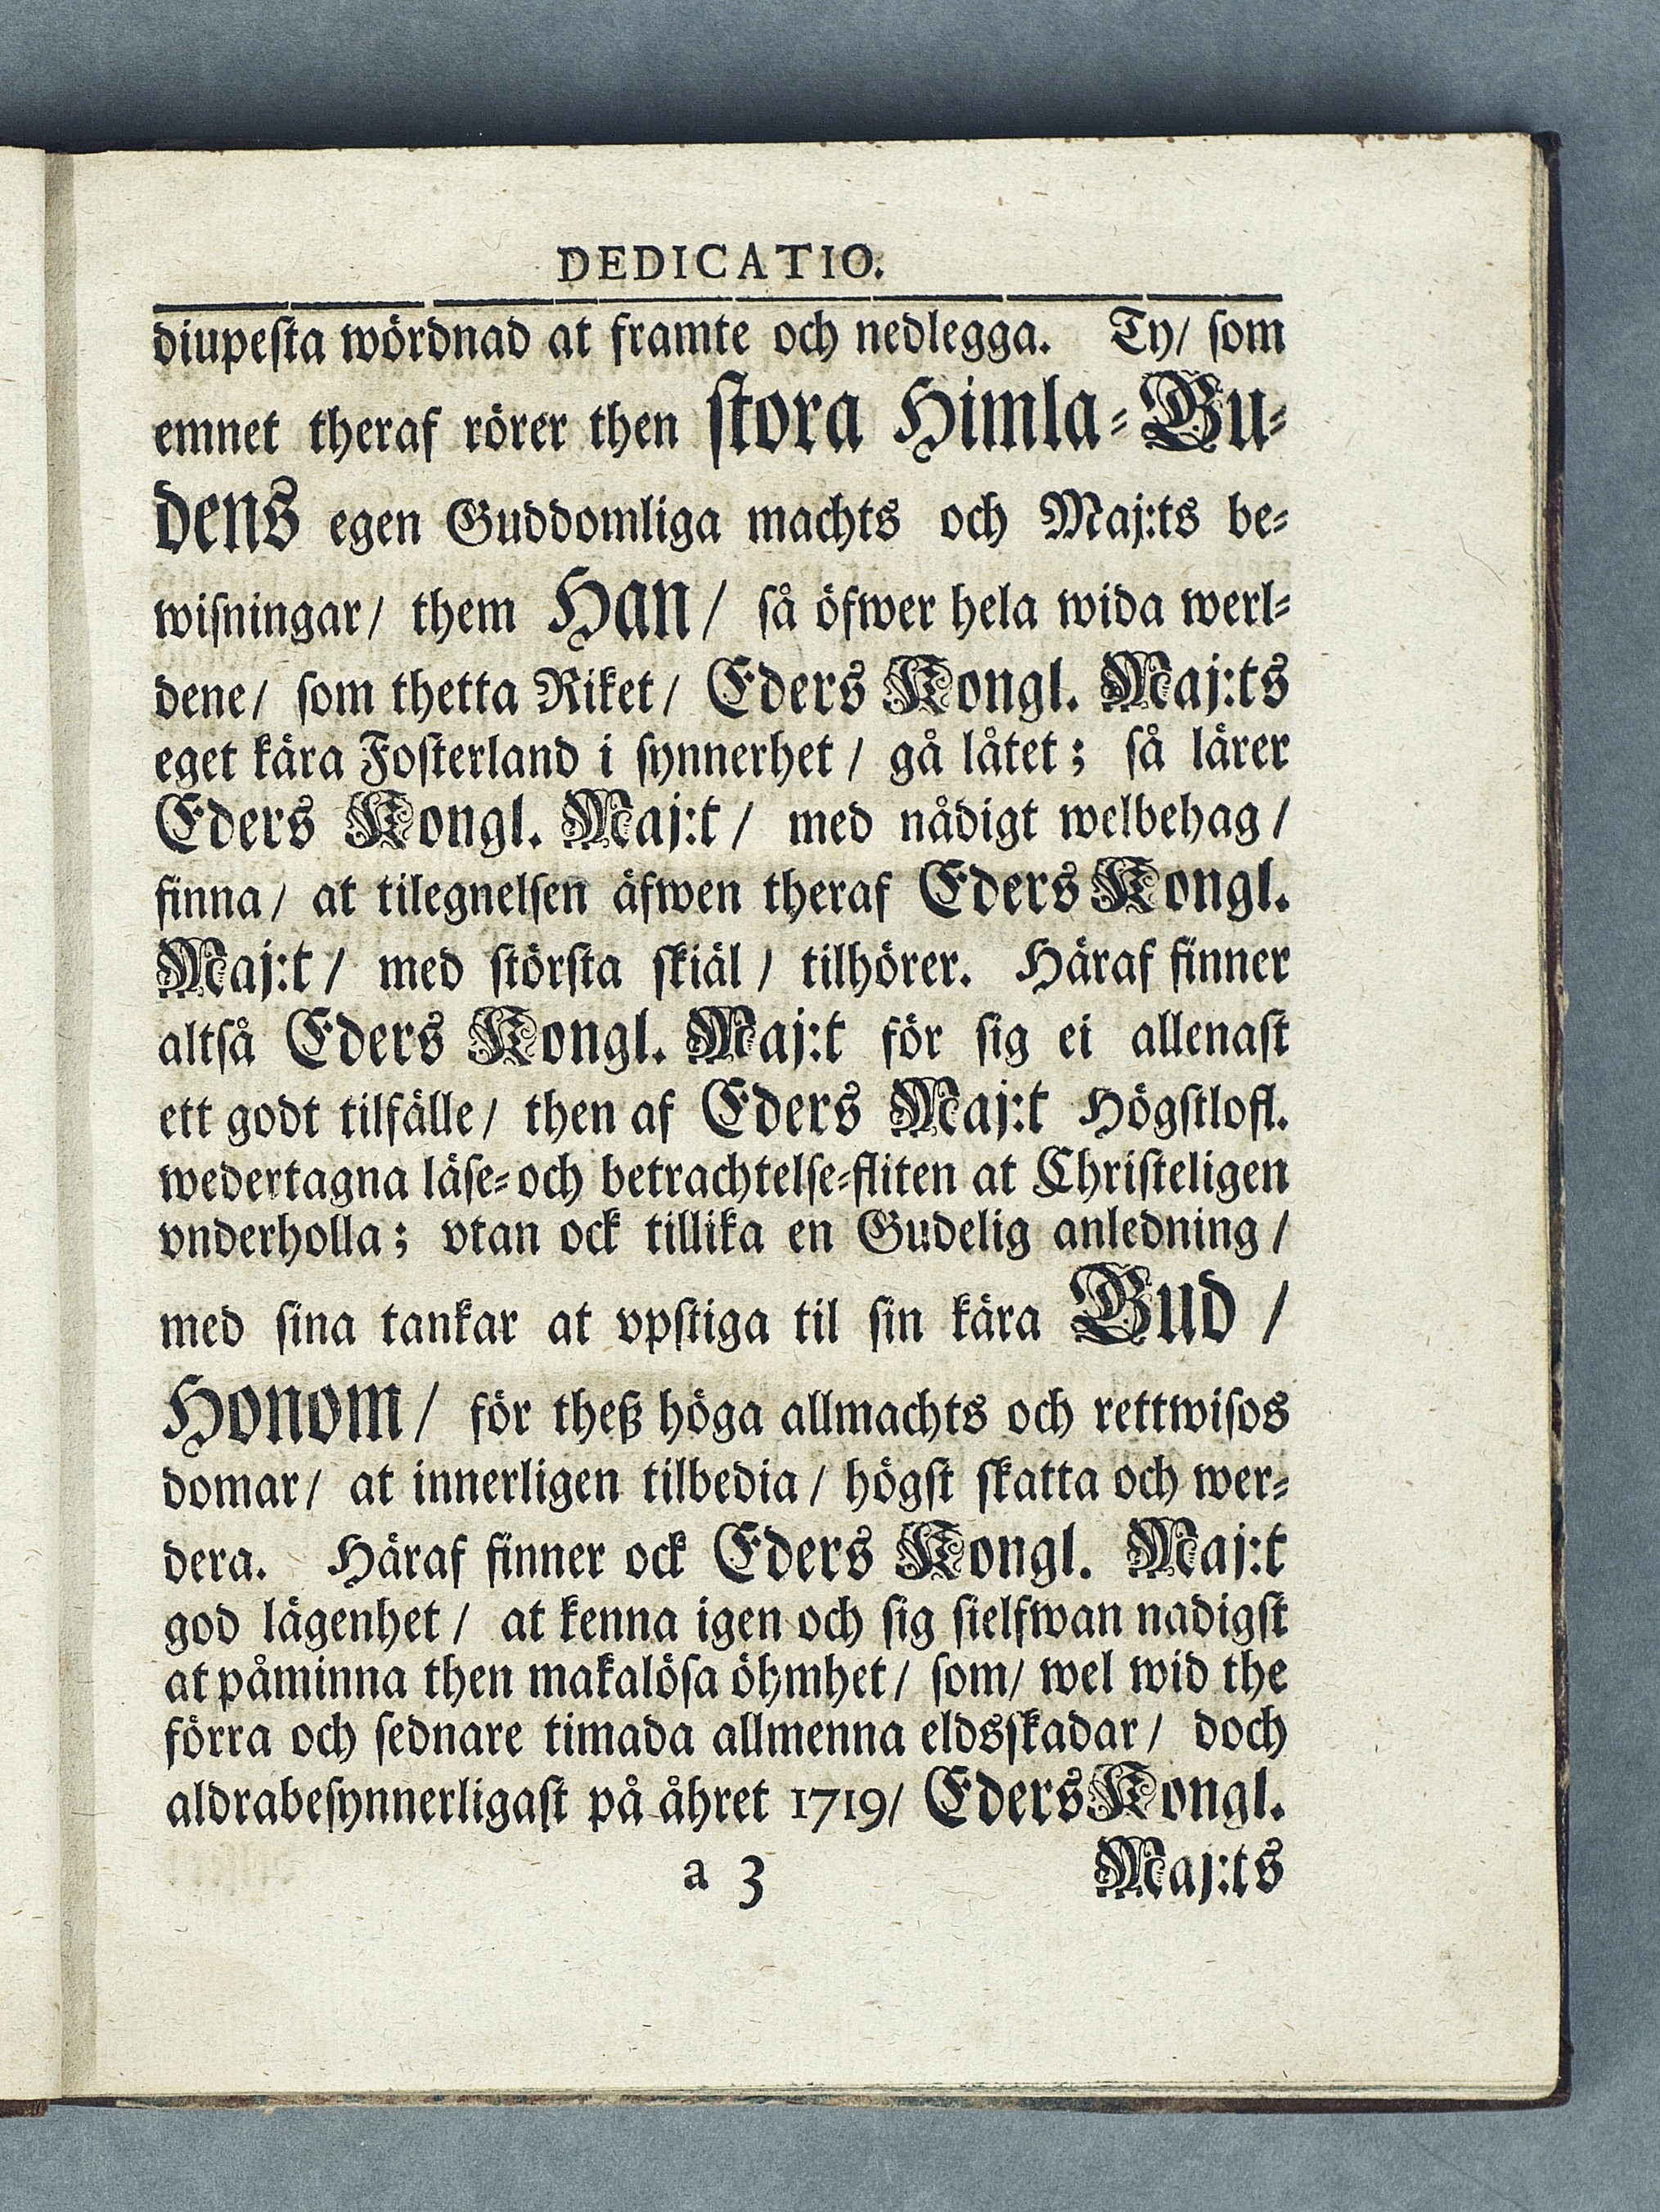 DEDICATIO.
diupeſta wördnad at framte och nedlegga. Ty/ ſom
emnet theraf rörer then ſtora Himla-Gu-
dens egen Guddomliga machts och Maj:ts be-
wiſningar/ them Han/ ſå öfwer hela wida werl-
dene/ ſom thetta Riket/ Eders Kongl. Maj:ts
eget kära Foſterland i ſynnerhet/ gå låtet; ſå lärer
Eders Kongl. Maj:t/ med nådigt welbehag/
finna/ at tilegnelſen äfwen theraf Eders Kongl.
Maj:t/ med ſtörſta ſkiäl/ tilhörer. Häraf finner
altſå Eders Kongl. Maj:t för ſig ei allenaſt
ett godt tilfälle/ then af Eders Maj:t Högſtlofl.
wedertagna läſe-och betrachtelſe-fliten at Chriſteligen
vnderholla; vtan ock tillika en Gudelig anledning/
med ſina tankar at vpſtiga til ſin kära Gud/
Honom/ för theß höga allmachts och rettwiſos
domar/ at innerligen tilbedia/ högſt ſkatta och wer-
dera. Häraf finner ock Eders Kongl. Maj:t
god lägenhet/ at kenna igen och ſig ſielfwan nadigſt
at påminna then makalöſa öhmhet/ ſom/ wel wid the
förra och ſednare timada allmenna eldsſkadar/ doch
aldrabeſynnerligaſt på åhret 1719/ Eders Kongl.
a 3 Maj:ts